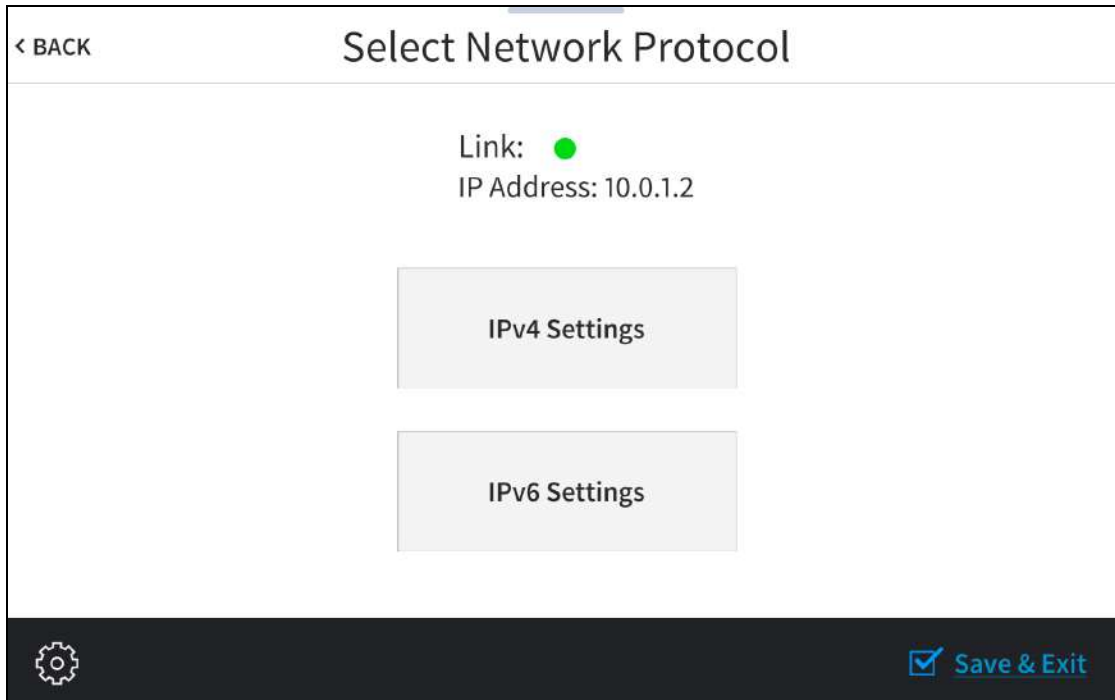 < BACK
Select Network Protocol
Link:
IP Address: 10.0.1.2
IPv4 Settings
IPv6 Settings
Save & Exit